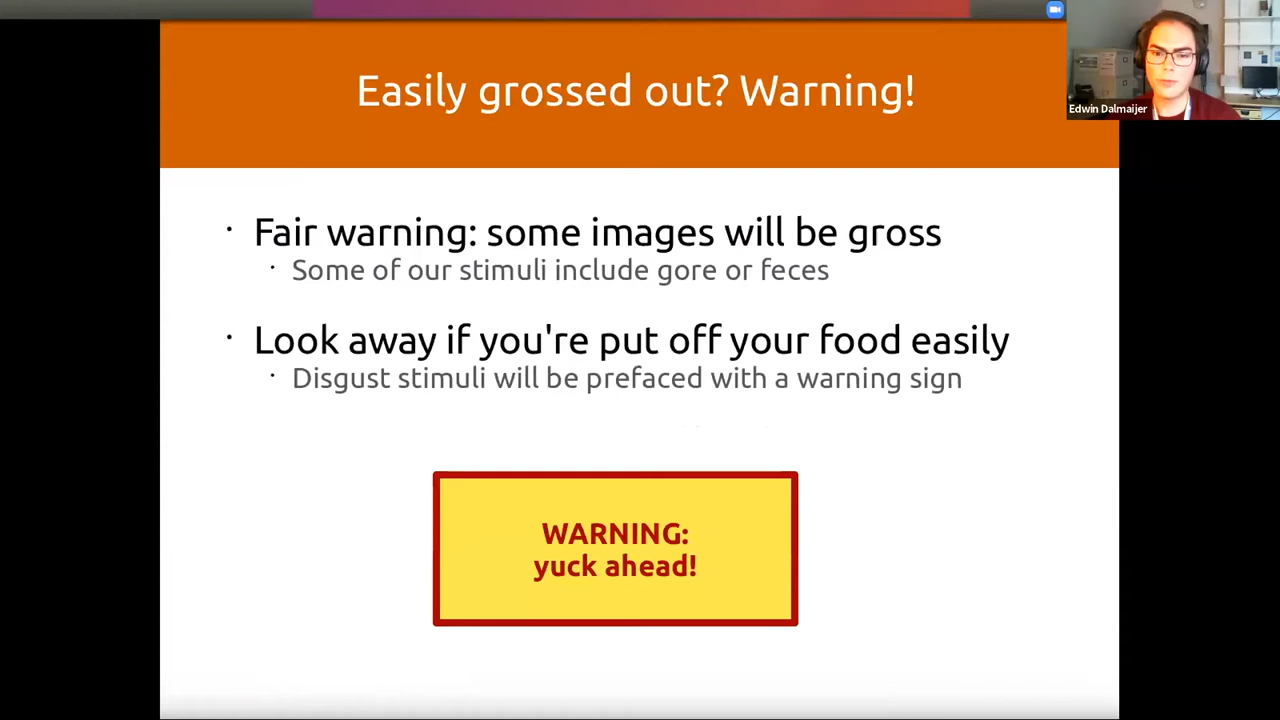 Easily grossed out? Warning!
Edwin Dalmaijer
· Fair warning: some images will be gross
· Some of our stimuli include gore or feces
· Look away if you're put off your food easily
· Disgust stimuli will be prefaced with a warning sign
WARNING:
yuck ahead!